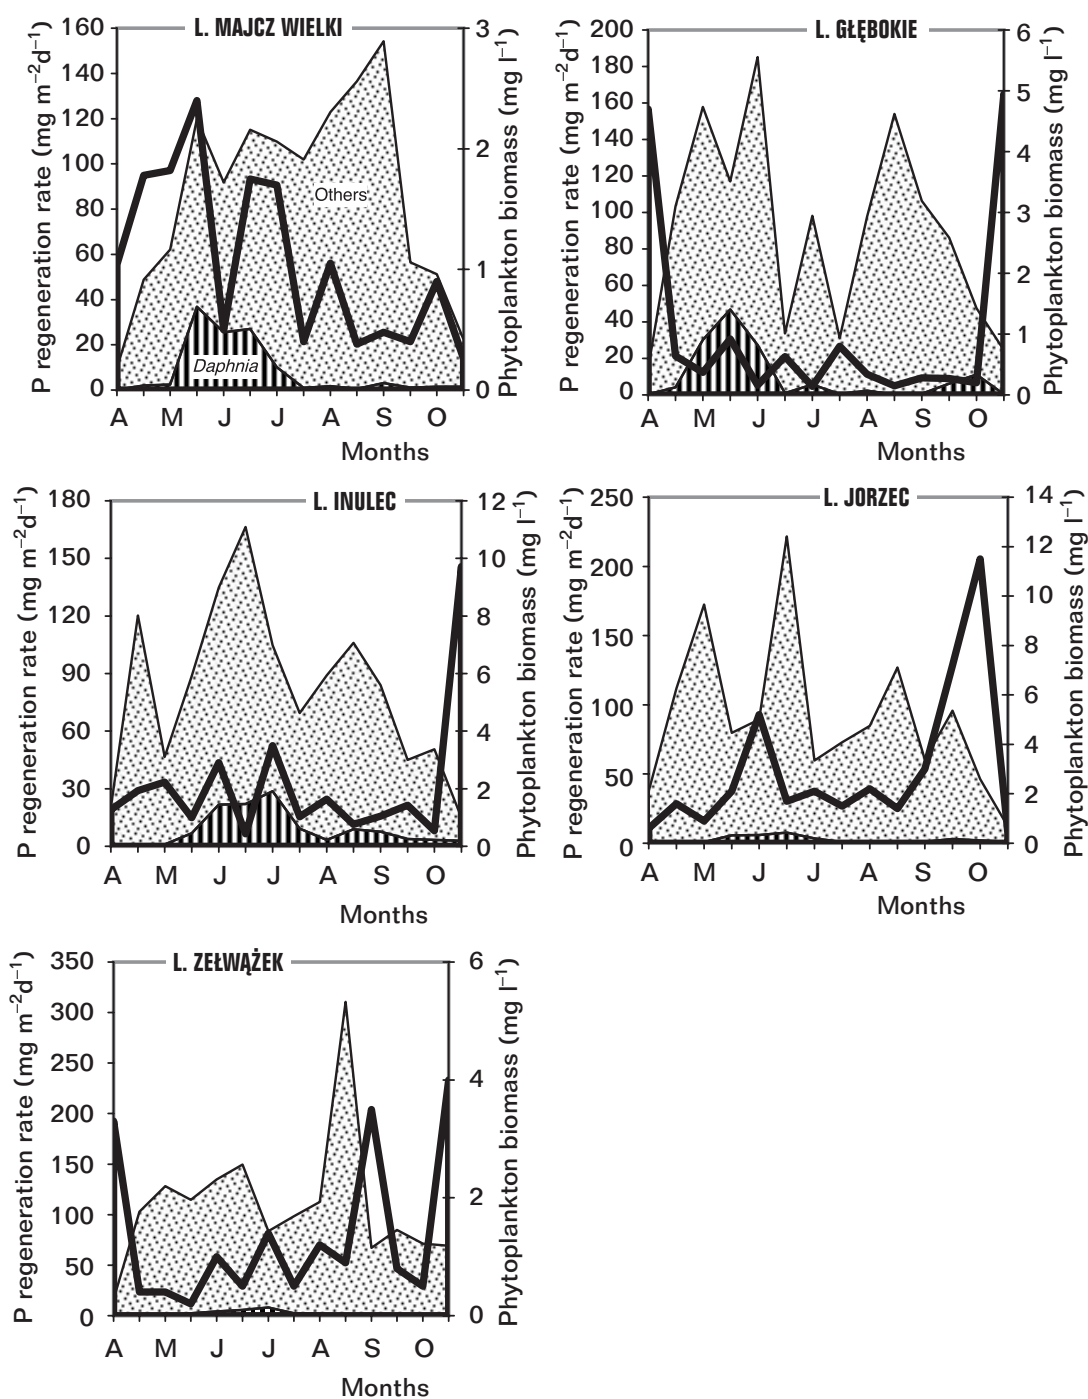 L. MAJCZ WIELKI
P regeneration rate (mg m⁻²d⁻¹)
160
140
120
100
80
60
40
20
0
Others
Daphnia
3
2
1
0
Phytoplankton biomass (mg l⁻¹)
A M J J A S O
Months
L. GŁĘBOKIE
P regeneration rate (mg m⁻²d⁻¹)
200
180
160
140
120
100
80
60
40
20
0
6
5
4
3
2
1
0
Phytoplankton biomass (mg l⁻¹)
A M J J A S O
Months
L. INULEC
P regeneration rate (mg m⁻²d⁻¹)
180
150
120
90
60
30
0
12
10
8
6
4
2
0
Phytoplankton biomass (mg l⁻¹)
A M J J A S O
Months
L. JORZEC
P regeneration rate (mg m⁻²d⁻¹)
250
200
150
100
50
0
14
12
10
8
6
4
2
0
Phytoplankton biomass (mg l⁻¹)
A M J J A S O
Months
L. ZEŁWĄŻEK
P regeneration rate (mg m⁻²d⁻¹)
350
300
250
200
150
100
50
0
6
4
2
0
Phytoplankton biomass (mg l⁻¹)
A M J J A S O
Months